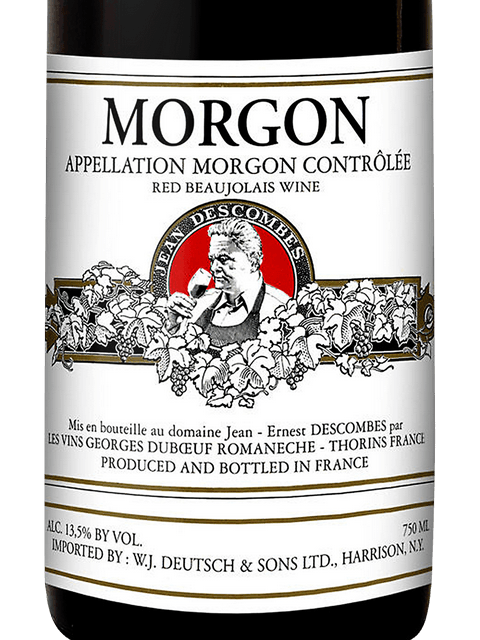 MORGON
APPELLATION MORGON CONTRÔLÉE
RED BEAUJOLAIS WINE
JEAN DESCOMBES
Mis en bouteille au domaine Jean - Ernest DESCOMBES par
LES VINS GEORGES DUBŒUF ROMANECHE - THORINS FRANCE
PRODUCED AND BOTTLED IN FRANCE
ALC. 13,5% BY VOL.
750 ML
IMPORTED BY : W.J. DEUTSCH & SONS LTD., HARRISON, N.Y.